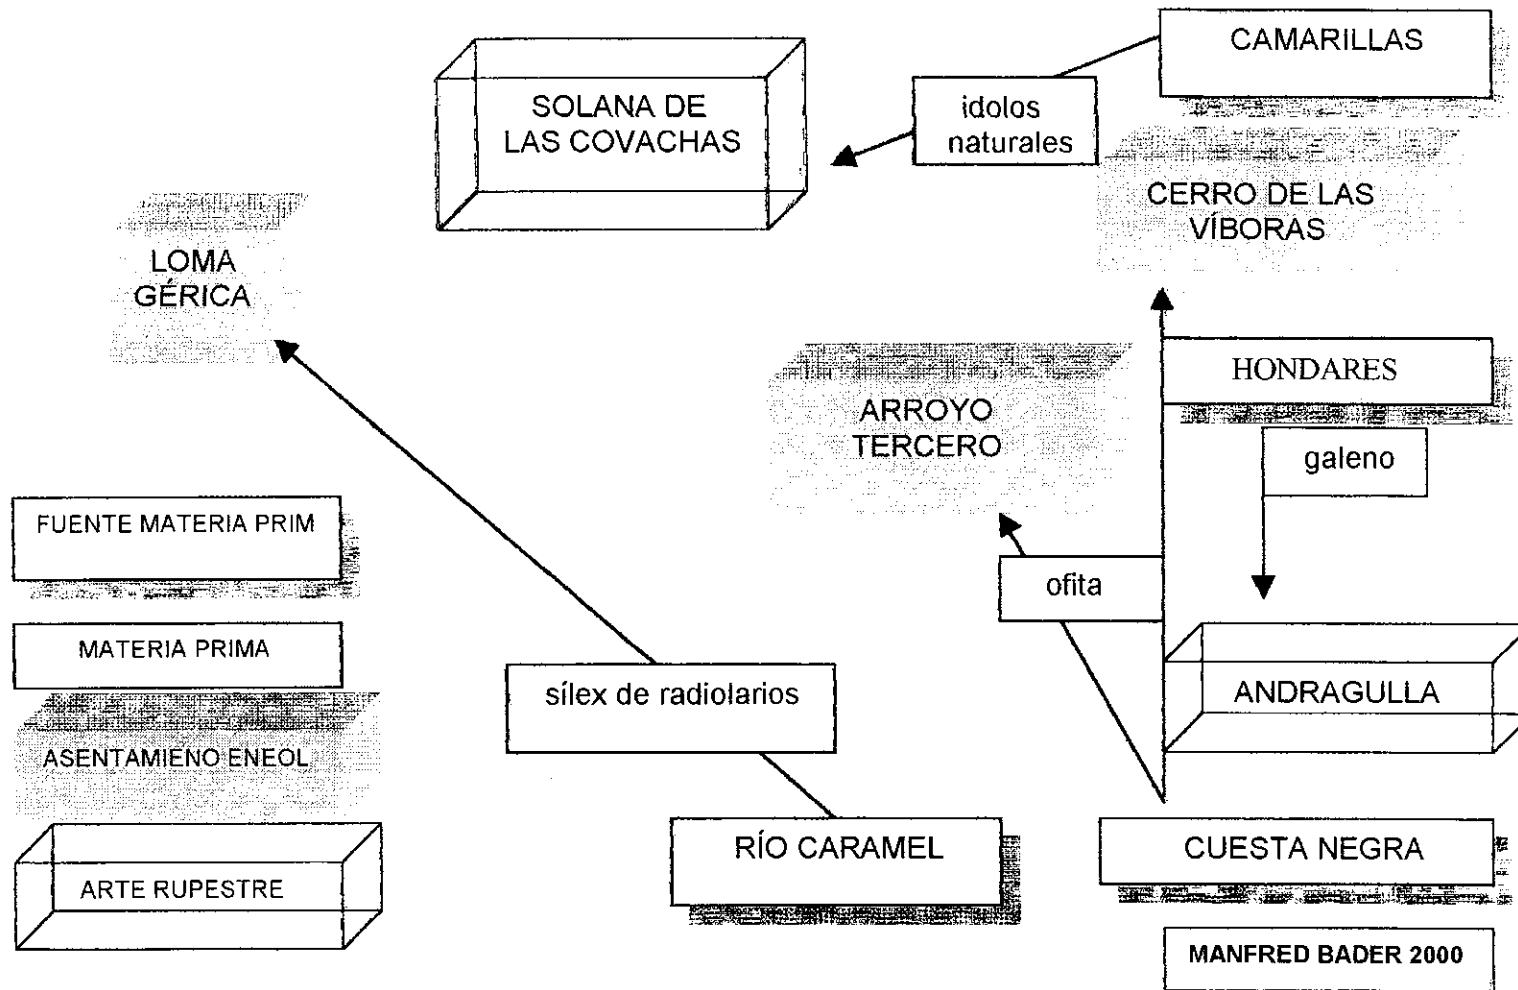 CAMARILLAS
SOLANA DE
LAS COVACHAS
idolos
naturales
CERRO DE LAS
VÍBORAS
LOMA
GÉRICA
HONDARES
ARROYO
TERCERO
galeno
FUENTE MATERIA PRIM
ofita
MATERIA PRIMA
sílex de radiolarios
ANDRAGULLA
ASENTAMIENO ENEOL
RÍO CARAMEL
CUESTA NEGRA
ARTE RUPESTRE
MANFRED BADER 2000